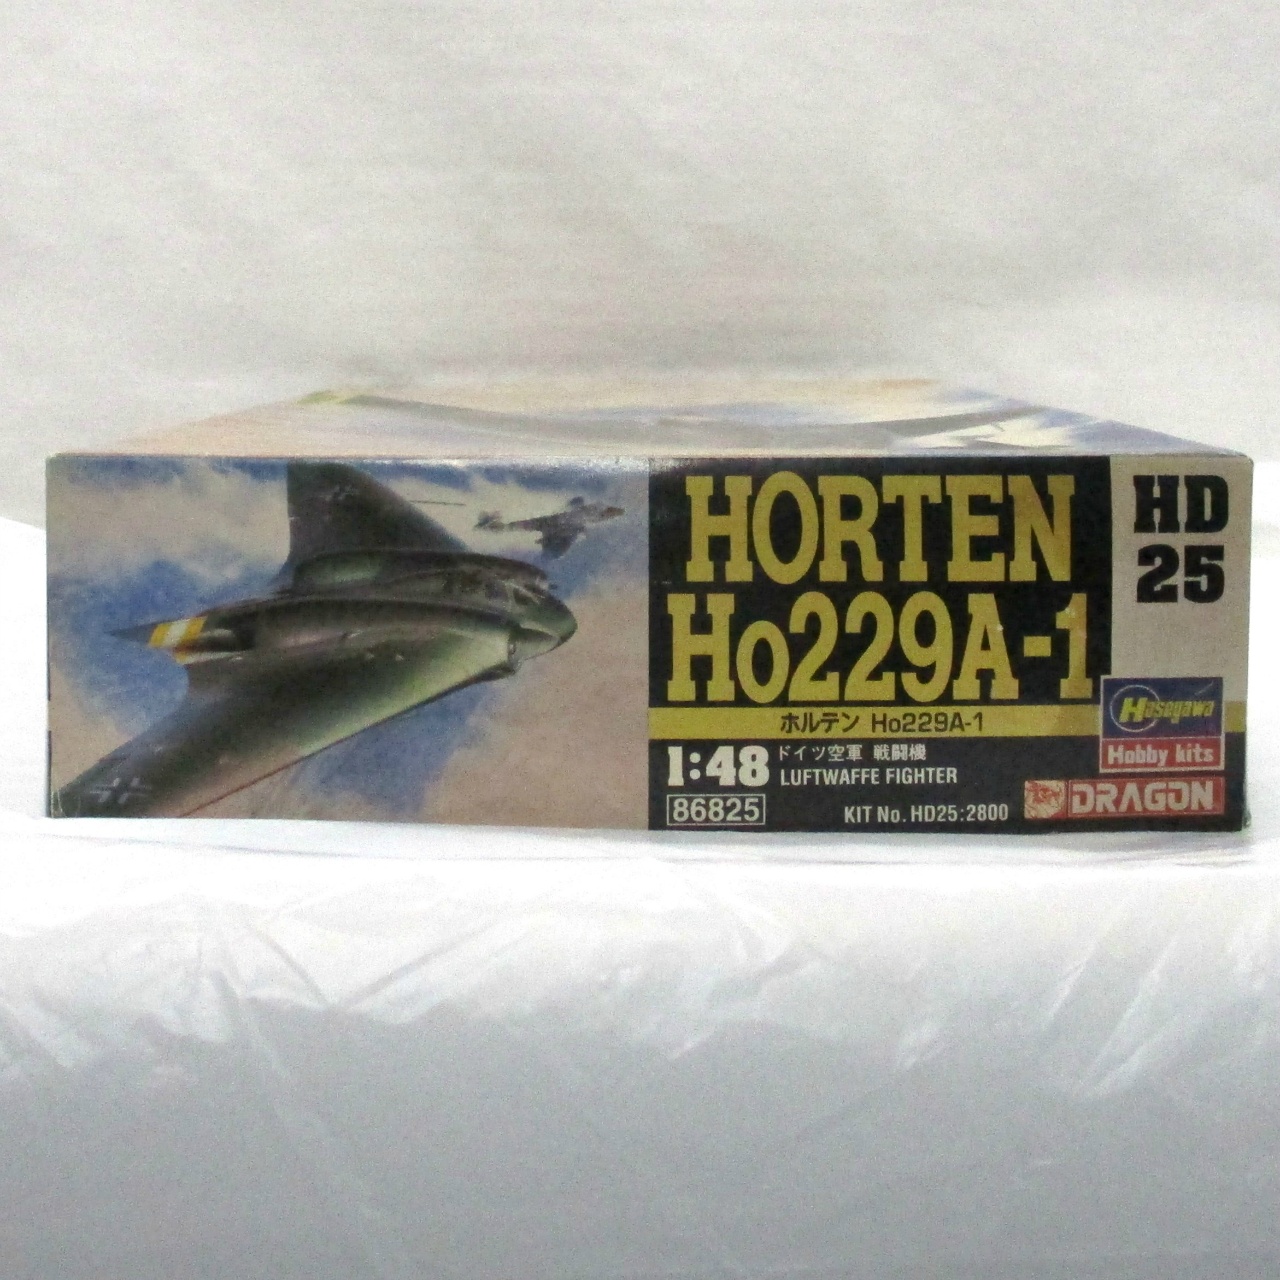 HORTEN
Ho229A-1
ホルテン Ho229A-1
1:48
ドイツ空軍 戦闘機
LUFTWAFFE FIGHTER
86825
KIT No. HD25:2800
HD
25
Hasegawa
Hobby kits
DRAGON